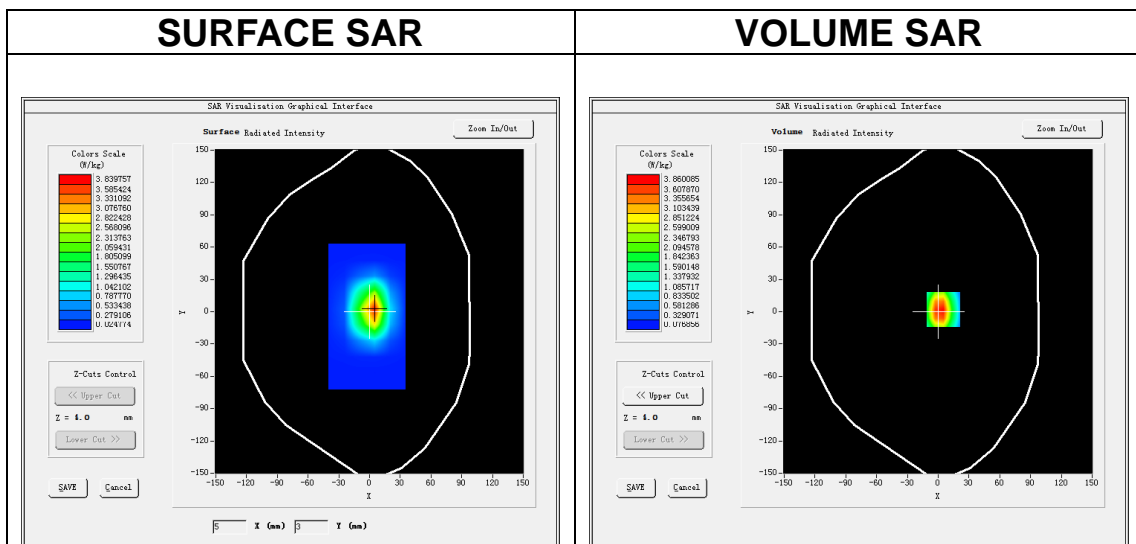 SURFACE SAR
VOLUME SAR
SAR Visualisation Graphical Interface
Surface Radiated Intensity
Zoom In/Out
Colors Scale
(W/kg)
3.839757
3.585424
3.331092
3.076760
2.822428
2.568096
2.313763
2.059431
1.805099
1.550767
1.296435
1.042102
0.787770
0.533438
0.279106
0.024774
150
120
90
60
30
0
-30
-60
-90
-120
-150
Y
-150 -120 -90 -60 -30 0 30 60 90 120 150
X
Z-Cuts Control
<< Upper Cut
Z = 4.0 mm
Lower Cut >>
SAVE
Cancel
5 X (mm) 3 Y (mm)
SAR Visualisation Graphical Interface
Volume Radiated Intensity
Zoom In/Out
Colors Scale
(W/kg)
3.860085
3.607870
3.355654
3.103439
2.851224
2.599009
2.346793
2.094578
1.842363
1.590148
1.337932
1.085717
0.833502
0.581286
0.329071
0.076856
150
120
90
60
30
0
-30
-60
-90
-120
-150
Y
-150 -120 -90 -60 -30 0 30 60 90 120 150
X
Z-Cuts Control
<< Upper Cut
Z = 4.0 mm
Lower Cut >>
SAVE
Cancel